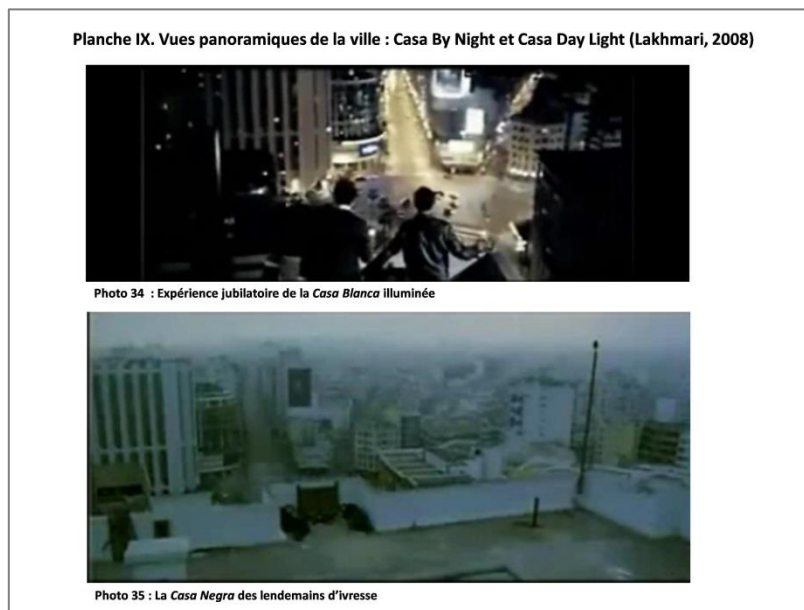 Planche IX. Vues panoramiques de la ville : Casa By Night et Casa Day Light (Lakhmari, 2008)
Photo 34 : Expérience jubilatoire de la Casa Blanca illuminée
Photo 35 : La Casa Negra des lendemains d'ivresse